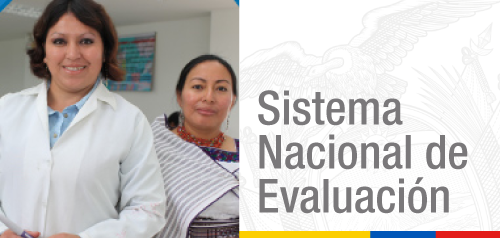 Sistema
Nacional de
Evaluación